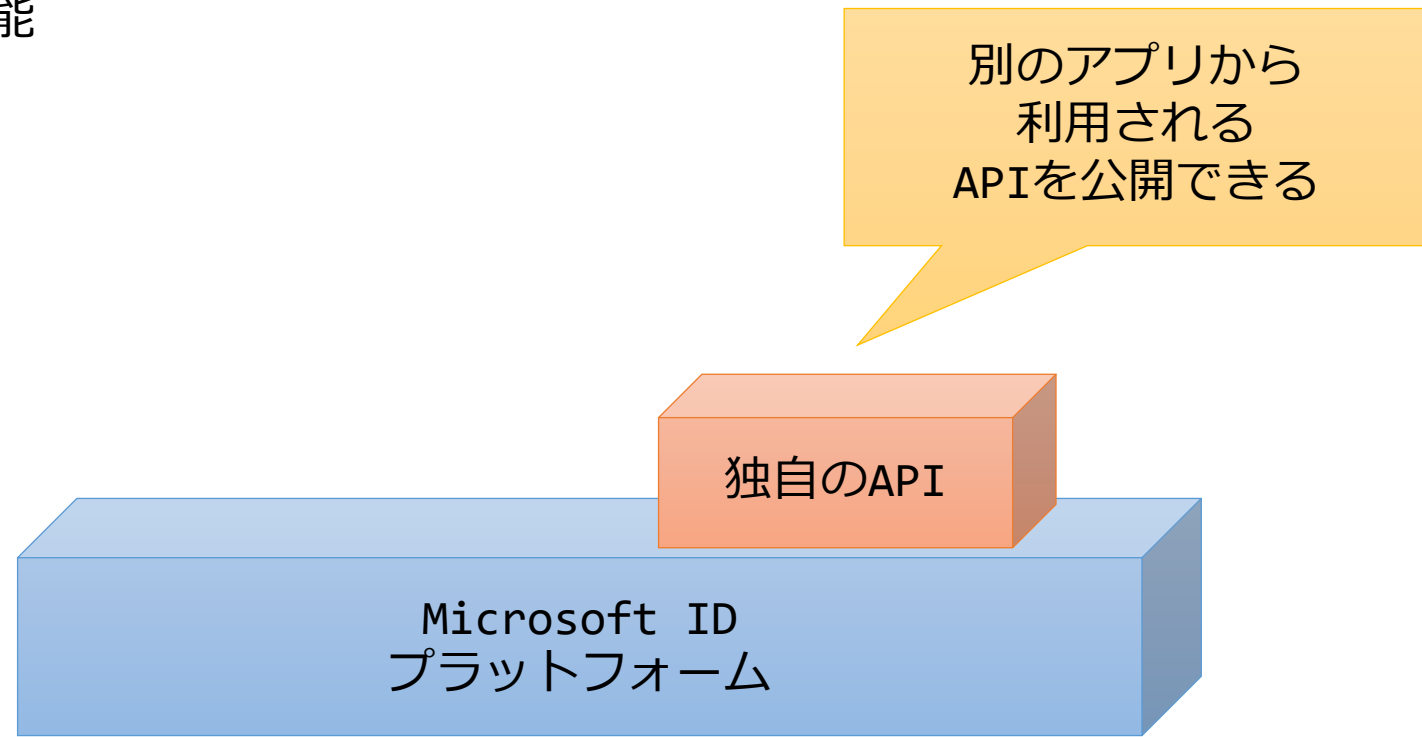 能
別のアプリから
利用される
APIを公開できる
独自のAPI
Microsoft ID
プラットフォーム